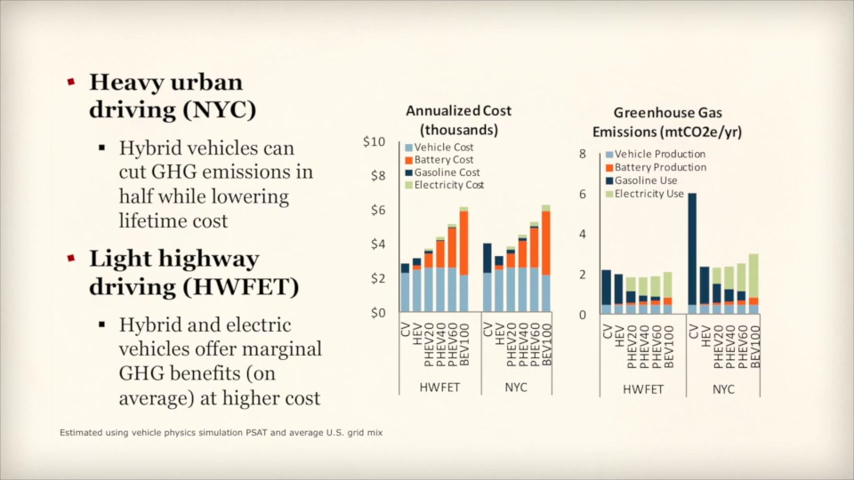 Heavy urban
driving (NYC)
Hybrid vehicles can
cut GHG emissions in
half while lowering
lifetime cost
Light highway
driving (HWFET)
Hybrid and electric
vehicles offer marginal
GHG benefits (on
average) at higher cost
Annualized Cost
(thousands)
$10
$8
$6
$4
$2
$0
Vehicle Cost
Battery Cost
Gasoline Cost
Electricity Cost
CV
HEV
PHEV20
PHEV40
PHEV60
BEV100
CV
HEV
PHEV20
PHEV40
PHEV60
BEV100
HWFET
NYC
Greenhouse Gas
Emissions (mtCO2e/yr)
8
6
4
2
0
Vehicle Production
Battery Production
Gasoline Use
Electricity Use
CV
HEV
PHEV20
PHEV40
PHEV60
BEV100
CV
HEV
PHEV20
PHEV40
PHEV60
BEV100
HWFET
NYC
Estimated using vehicle physics simulation PSAT and average U.S. grid mix